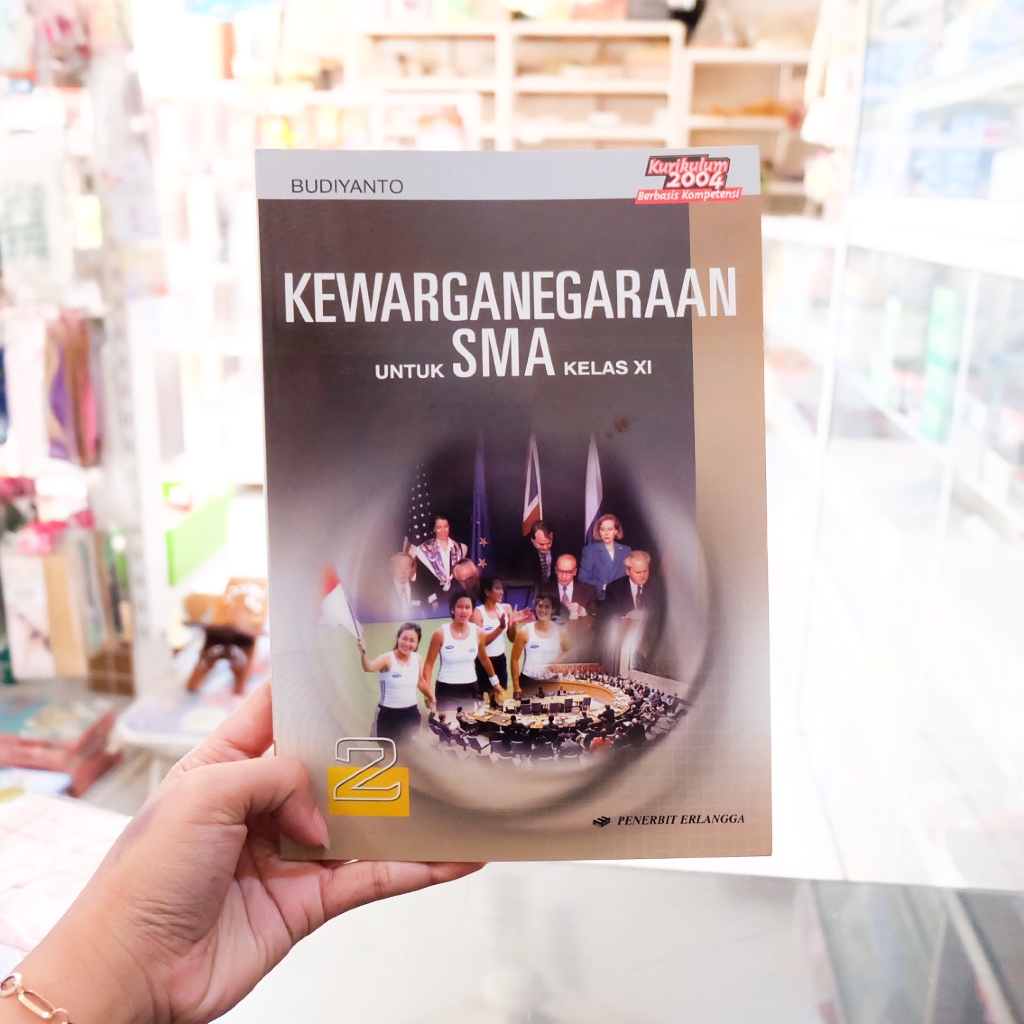 BUDIYANTO
Kurikulum
2004
Berbasis Kompetensi
KEWARGANEGARAAN
UNTUK SMA KELAS XI
2
PENERBIT ERLANGGA